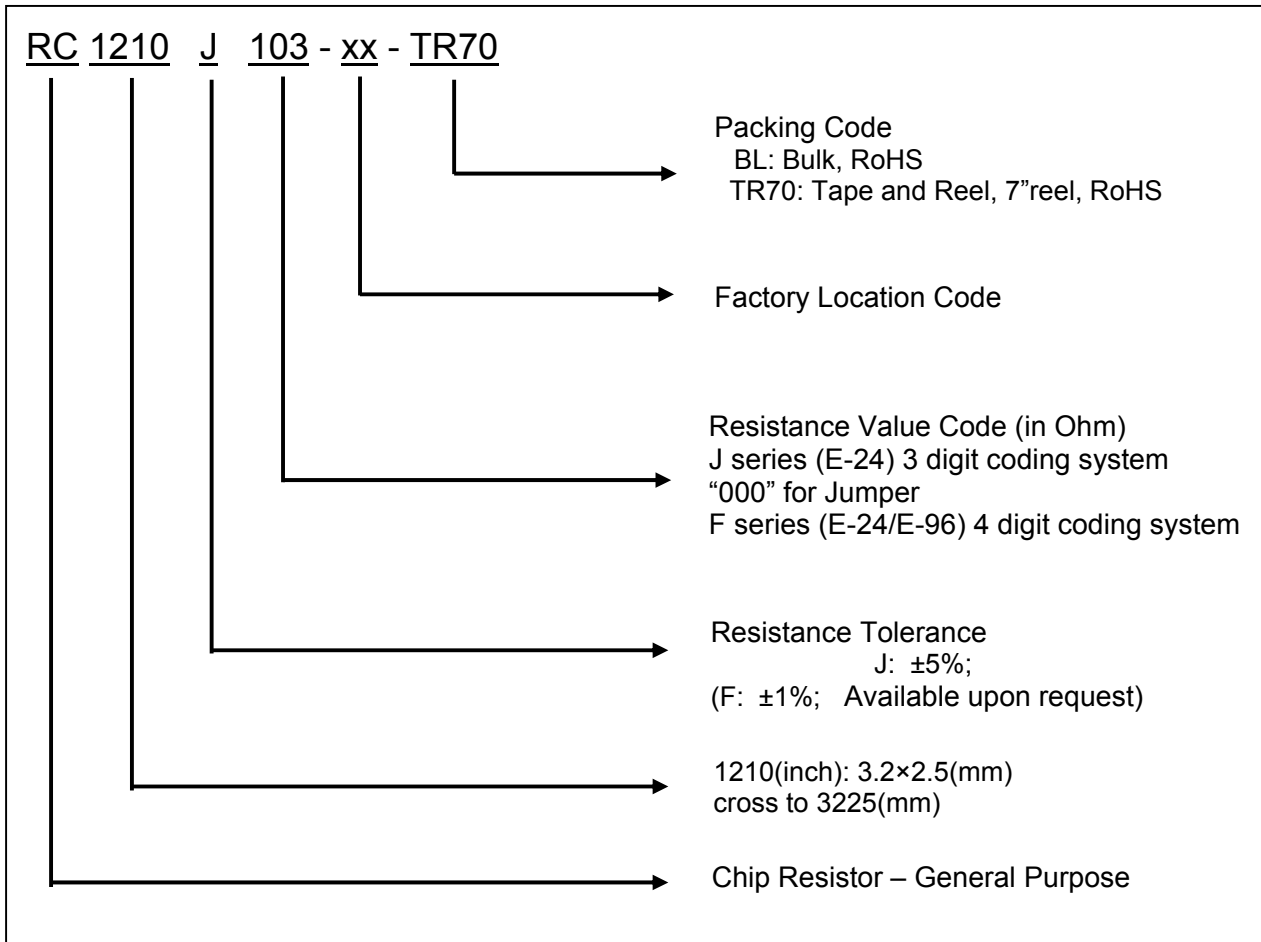 RC 1210 J 103 - xx - TR70
Packing Code
BL: Bulk, RoHS
TR70: Tape and Reel, 7”reel, RoHS
Factory Location Code
Resistance Value Code (in Ohm)
J series (E-24) 3 digit coding system
“000” for Jumper
F series (E-24/E-96) 4 digit coding system
Resistance Tolerance
J: ±5%;
(F: ±1%; Available upon request)
1210(inch): 3.2×2.5(mm)
cross to 3225(mm)
Chip Resistor – General Purpose